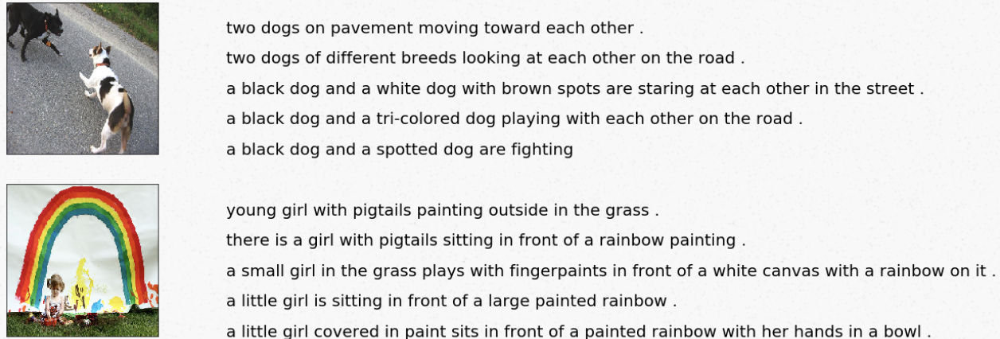 two dogs on pavement moving toward each other .
two dogs of different breeds looking at each other on the road .
a black dog and a white dog with brown spots are staring at each other in the street .
a black dog and a tri-colored dog playing with each other on the road .
a black dog and a spotted dog are fighting
young girl with pigtails painting outside in the grass .
there is a girl with pigtails sitting in front of a rainbow painting .
a small girl in the grass plays with fingerpaints in front of a white canvas with a rainbow on it .
a little girl is sitting in front of a large painted rainbow .
a little girl covered in paint sits in front of a painted rainbow with her hands in a bowl .